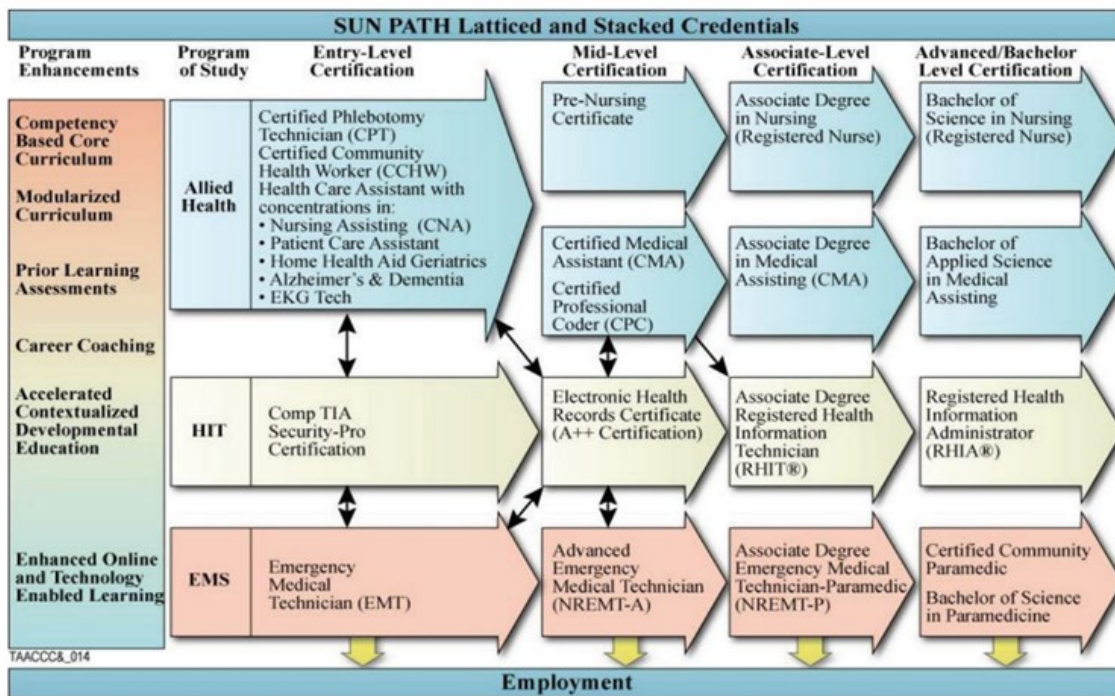 SUN PATH Latticed and Stacked Credentials
Program
Enhancements
Program
of Study
Entry-Level
Certification
Mid-Level
Certification
Associate-Level
Certification
Advanced/Bachelor
Level Certification
Competency
Based Core
Curriculum
Modularized
Curriculum
Prior Learning
Assessments
Career Coaching
Accelerated
Contextualized
Developmental
Education
Enhanced Online
and Technology
Enabled Learning
Allied
Health
Certified Phlebotomy
Technician (CPT)
Certified Community
Health Worker (CCHW)
Health Care Assistant with
concentrations in:
• Nursing Assisting (CNA)
• Patient Care Assistant
• Home Health Aid Geriatrics
• Alzheimer's & Dementia
• EKG Tech
Pre-Nursing
Certificate
Associate Degree
in Nursing
(Registered Nurse)
Bachelor of
Science in Nursing
(Registered Nurse)
Certified Medical
Assistant (CMA)
Certified
Professional
Coder (CPC)
Associate Degree
in Medical
Assisting (CMA)
Bachelor of
Applied Science
in Medical
Assisting
HIT
Comp TIA
Security-Pro
Certification
Electronic Health
Records Certificate
(A++ Certification)
Associate Degree
Registered Health
Information
Technician
(RHIT®)
Registered Health
Information
Administrator
(RHIA®)
EMS
Emergency
Medical
Technician (EMT)
Advanced
Emergency
Medical Technician
(NREMT-A)
Associate Degree
Emergency Medical
Technician-Paramedic
(NREMT-P)
Certified Community
Paramedic
Bachelor of Science
in Paramedicine
TAACCC&_014
Employment